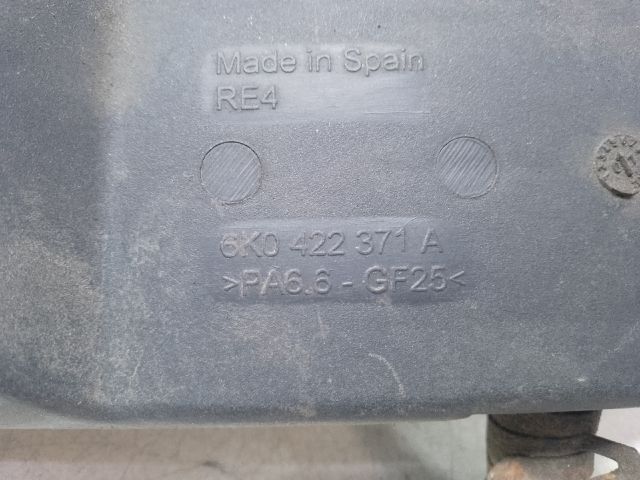 Made in Spain
RE4
6K0 422 371 A
>PA6.6 - GF25<